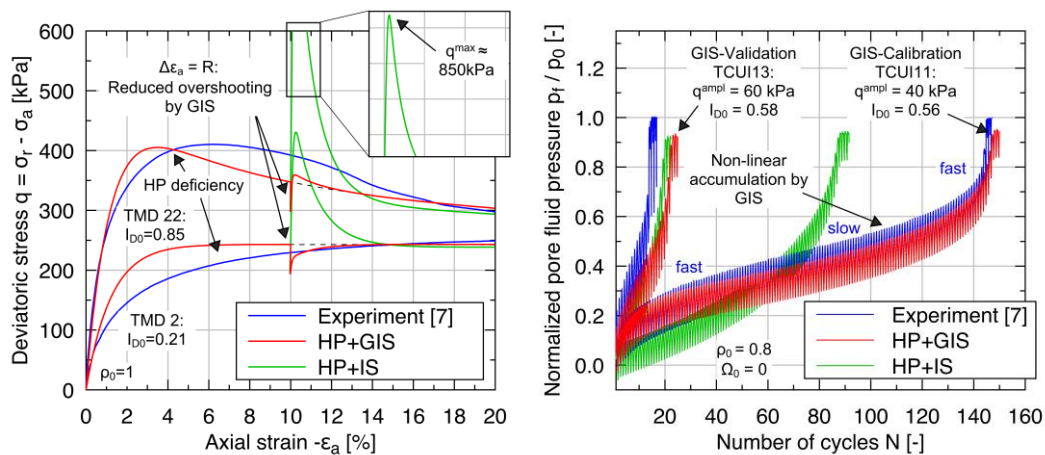 Deviatoric stress q = σr - σa [kPa]
600
500
400
300
200
100
0
0
2
4
6
8
10
12
14
16
18
20
Axial strain -εa [%]
Δεa = R:
Reduced overshooting
by GIS
qmax ≈
850kPa
HP deficiency
TMD 22:
ID0=0.85
TMD 2:
ID0=0.21
ρ0=1
Experiment [7]
HP+GIS
HP+IS
Normalized pore fluid pressure pf / p0 [-]
1.2
1.0
0.8
0.6
0.4
0.2
0.0
20
40
60
80
100
120
140
160
Number of cycles N [-]
GIS-Validation
TCUI13:
qampl = 60 kPa
ID0 = 0.58
GIS-Calibration
TCUI11:
qampl = 40 kPa
ID0 = 0.56
Non-linear
accumulation by
GIS
fast
slow
fast
ρ0 = 0.8
Ω0 = 0
Experiment [7]
HP+GIS
HP+IS